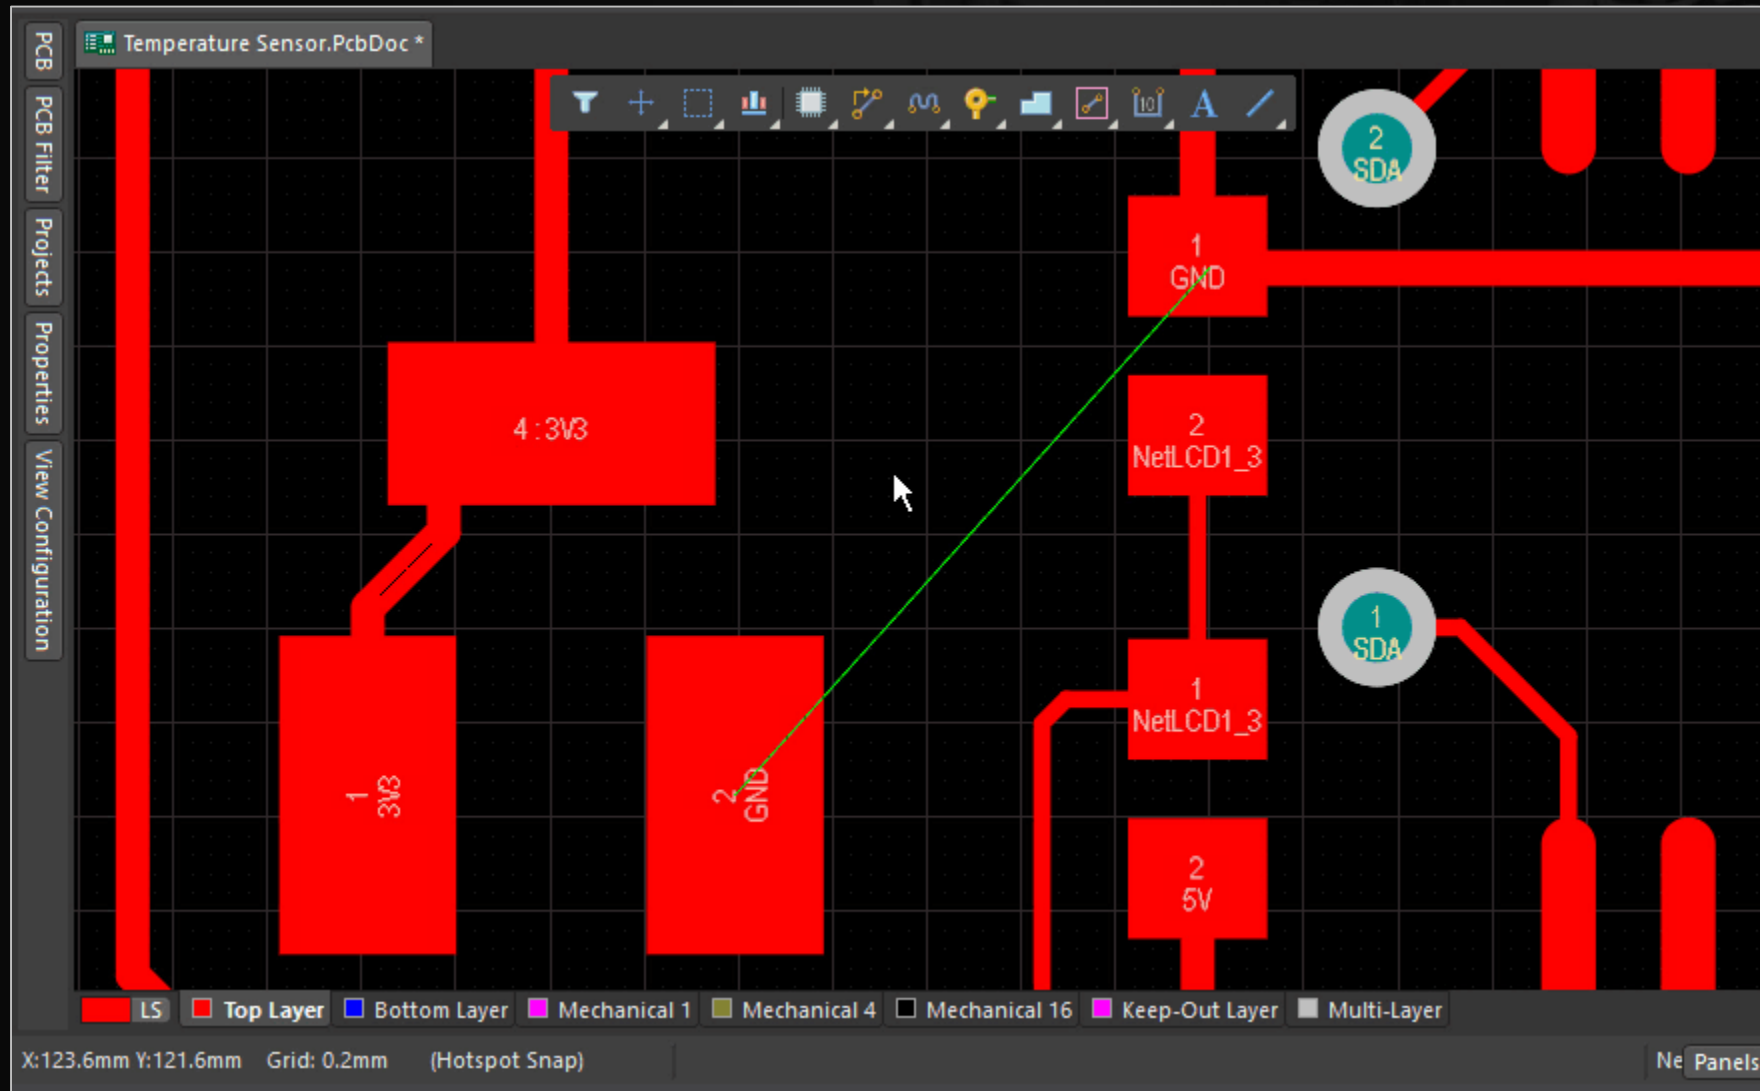 Temperature Sensor.PcbDoc *
PCB
PCB Filter
Projects
Properties
View Configuration
10
A
2
SDA
1
GND
4 : 3V3
2
NetLCD1_3
1
SDA
1
NetLCD1_3
1
3V3
2
GND
2
5V
LS Top Layer Bottom Layer Mechanical 1 Mechanical 4 Mechanical 16 Keep-Out Layer Multi-Layer
X:123.6mm Y:121.6mm Grid: 0.2mm (Hotspot Snap) Ne Panels